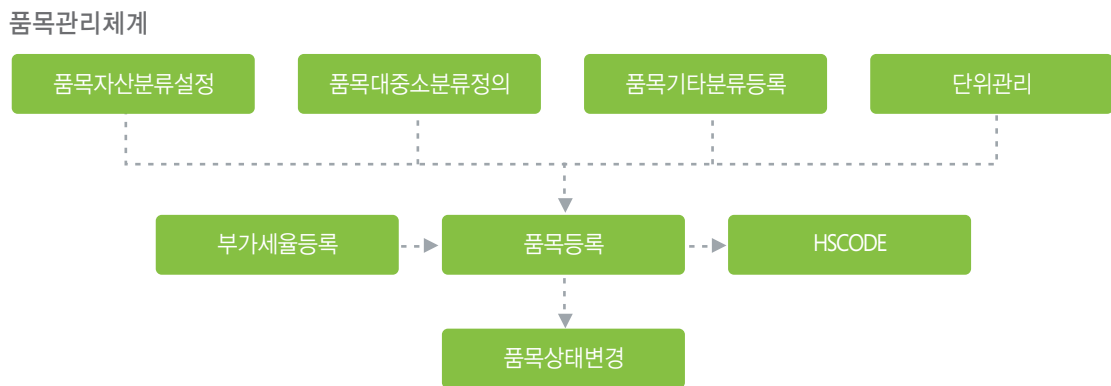 품목관리체계
품목자산분류설정
품목대중소분류정의
품목기타분류등록
단위관리
부가세율등록
품목등록
HSCODE
품목상태변경